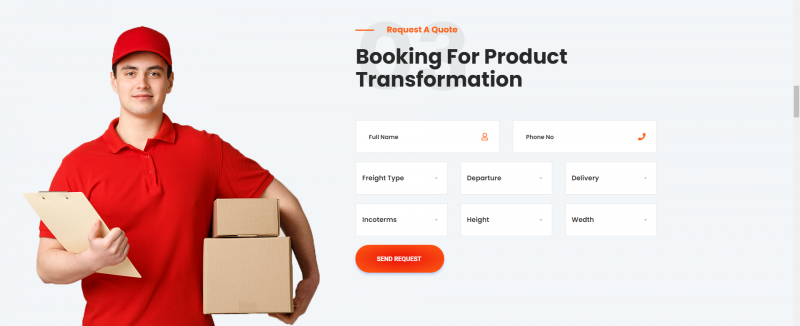 03
Request A Quote
Booking For Product
Transformation
Full Name
Phone No
Freight Type
Departure
Delivery
Incoterms
Height
Wedth
SEND REQUEST